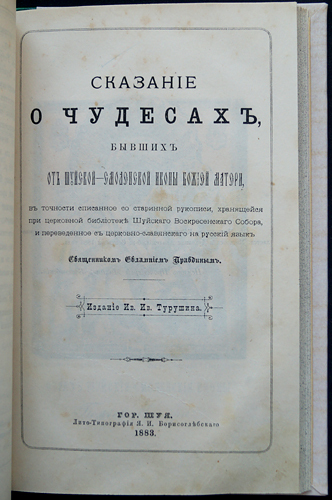 СКАЗАНІЕ
О ЧУДЕСАХЪ,
БЫВШИХЪ
ОТЪ ШУЙСКОЙ—СМОЛЕНСКОЙ ИКОНЫ БОЖІЕЙ МАТЕРИ,
въ точности списанное со старинной рукописи, хранящейся
при церковной библіотекѣ Шуйскаго Воскресенскаго Собора,
и переведенное съ церковно-славянскаго на русскій языкъ
Священникомъ Евлампіемъ Правдинымъ.
Изданіе Ив. Ив. Турушина.
ГОР. ШУЯ.
Лито-Типографія Я. И. Борисоглѣбскаго
1883.